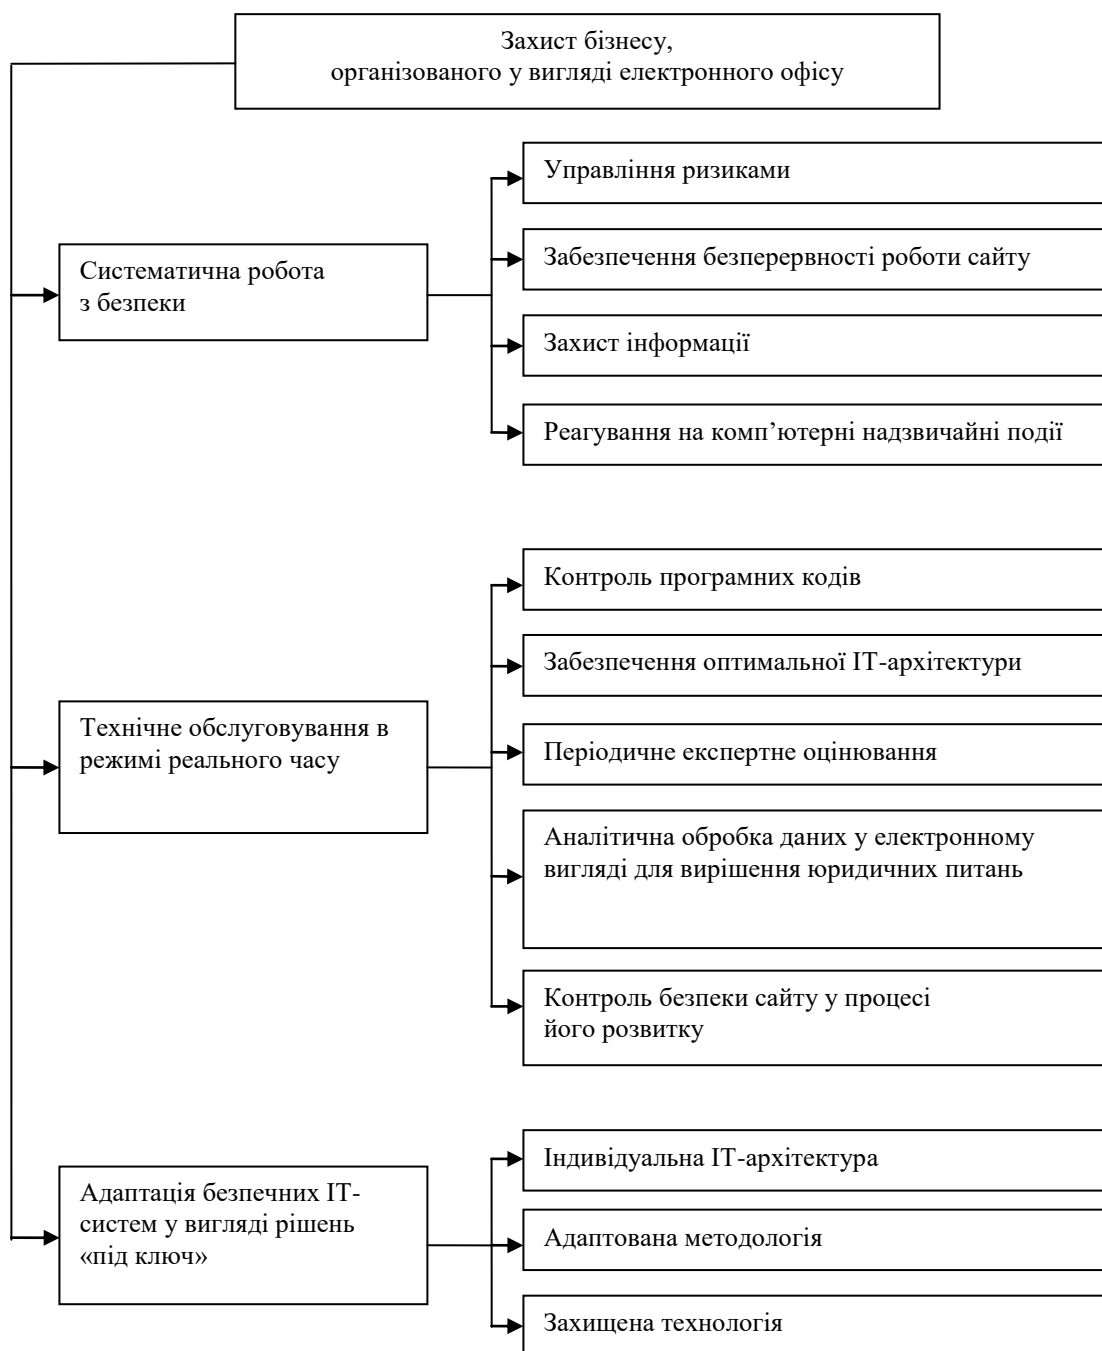 Захист бізнесу,
організованого у вигляді електронного офісу
Систематична робота
з безпеки
Управління ризиками
Забезпечення безперервності роботи сайту
Захист інформації
Реагування на комп’ютерні надзвичайні події
Технічне обслуговування в
режимі реального часу
Контроль програмних кодів
Забезпечення оптимальної ІТ-архітектури
Періодичне експертне оцінювання
Аналітична обробка даних у електронному
вигляді для вирішення юридичних питань
Контроль безпеки сайту у процесі
його розвитку
Адаптація безпечних ІТ-
систем у вигляді рішень
«під ключ»
Індивідуальна ІТ-архітектура
Адаптована методологія
Захищена технологія